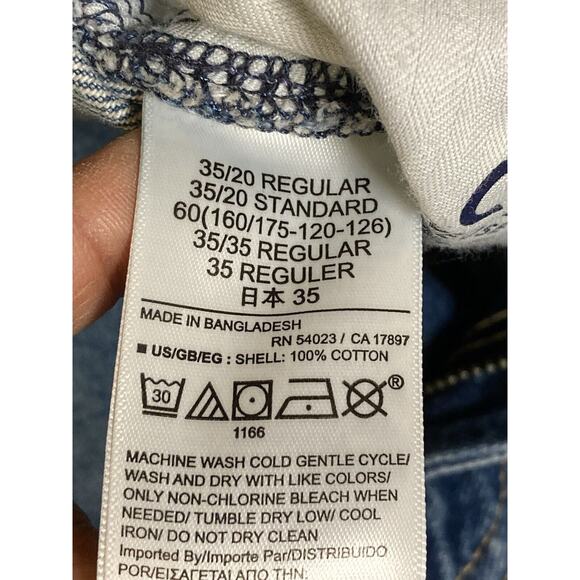 35/20 REGULAR
35/20 STANDARD
60(160/175-120-126)
35/35 REGULAR
35 REGULER
日本 35
MADE IN BANGLADESH
RN 54023 / CA 17897
■ US/GB/EG : SHELL: 100% COTTON
30
®
1166
MACHINE WASH COLD GENTLE CYCLE/
WASH AND DRY WITH LIKE COLORS/
ONLY NON-CHLORINE BLEACH WHEN
NEEDED/ TUMBLE DRY LOW/ COOL
IRON/ DO NOT DRY CLEAN
Imported By/Importe Par/DISTRIBUIDO
POR/ΕΙΣΑΓΕΤΑΙ ΑΠΟ ΤΗΝ: